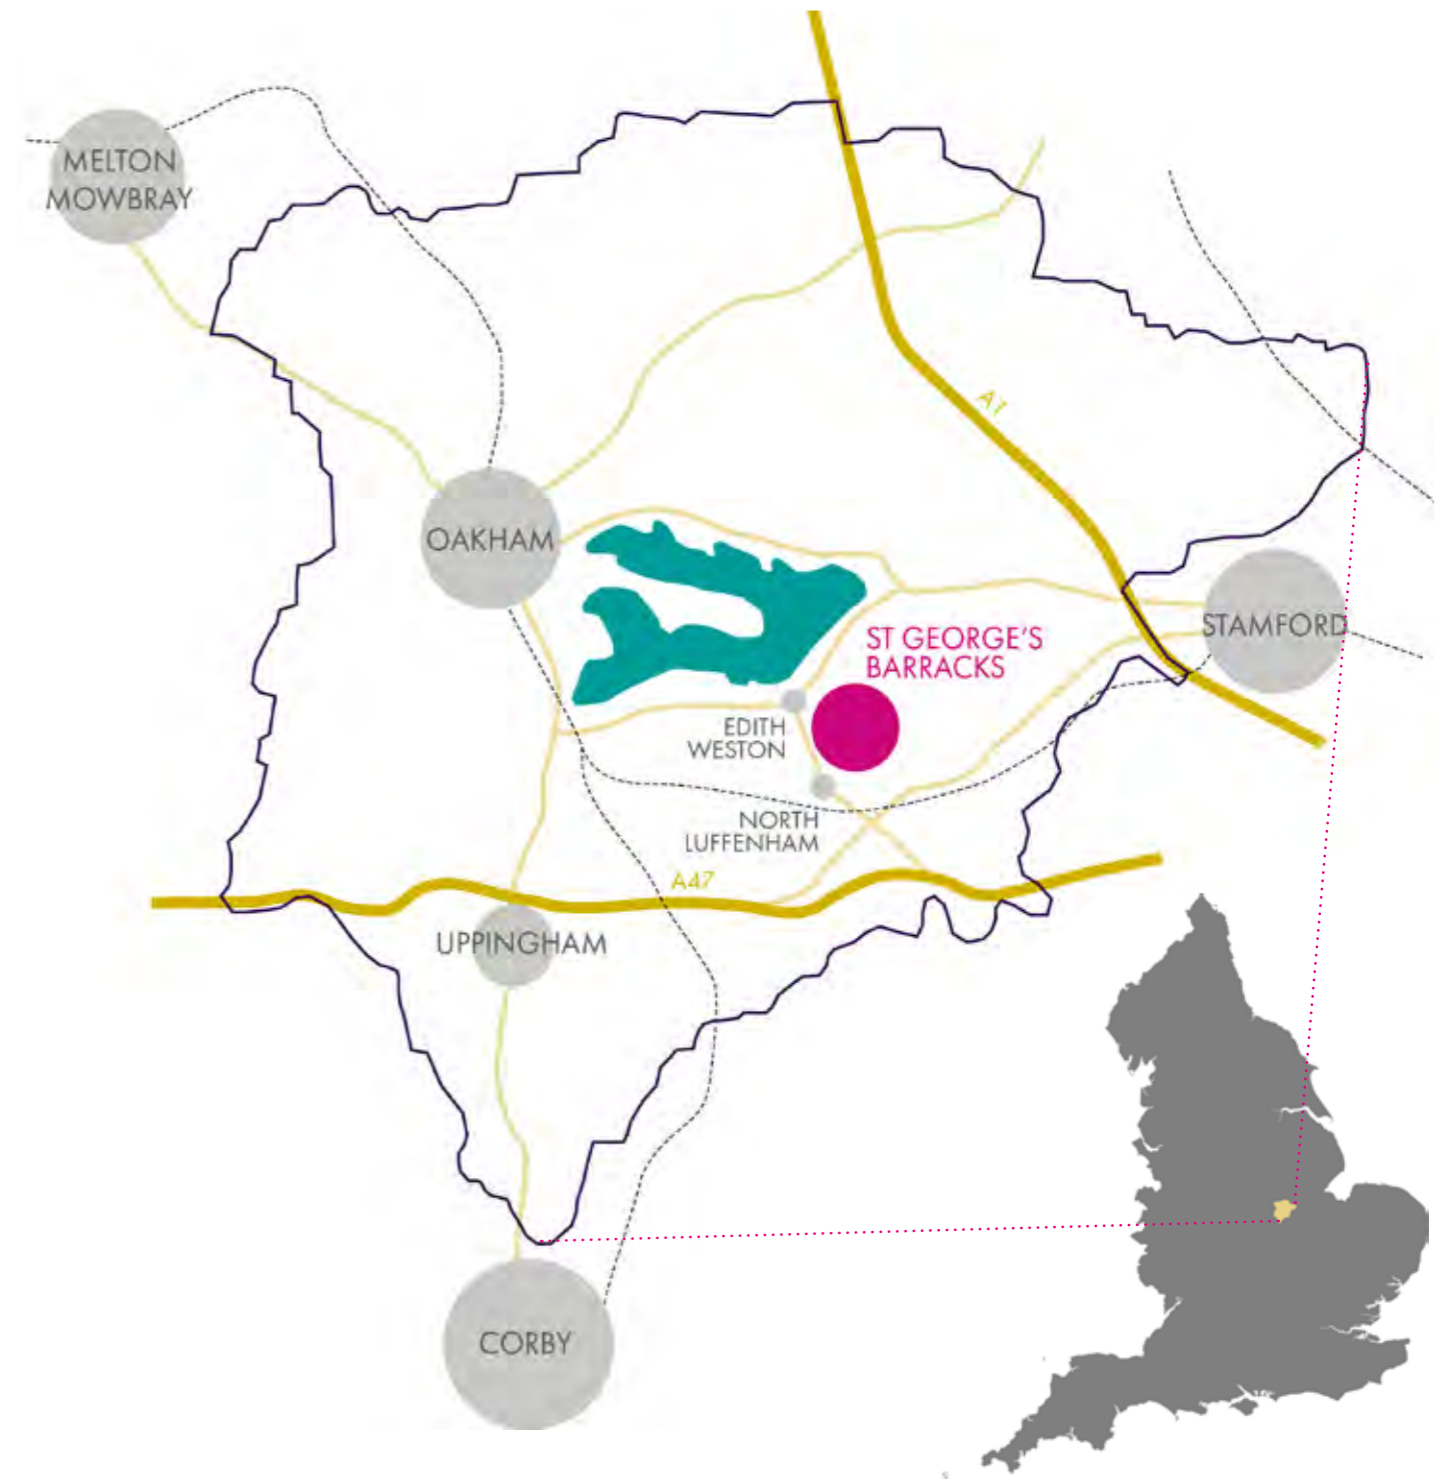 MELTON
MOWBRAY
A1
OAKHAM
STAMFORD
ST GEORGE'S
BARRACKS
EDITH
WESTON
NORTH
LUFFENHAM
A47
UPPINGHAM
CORBY